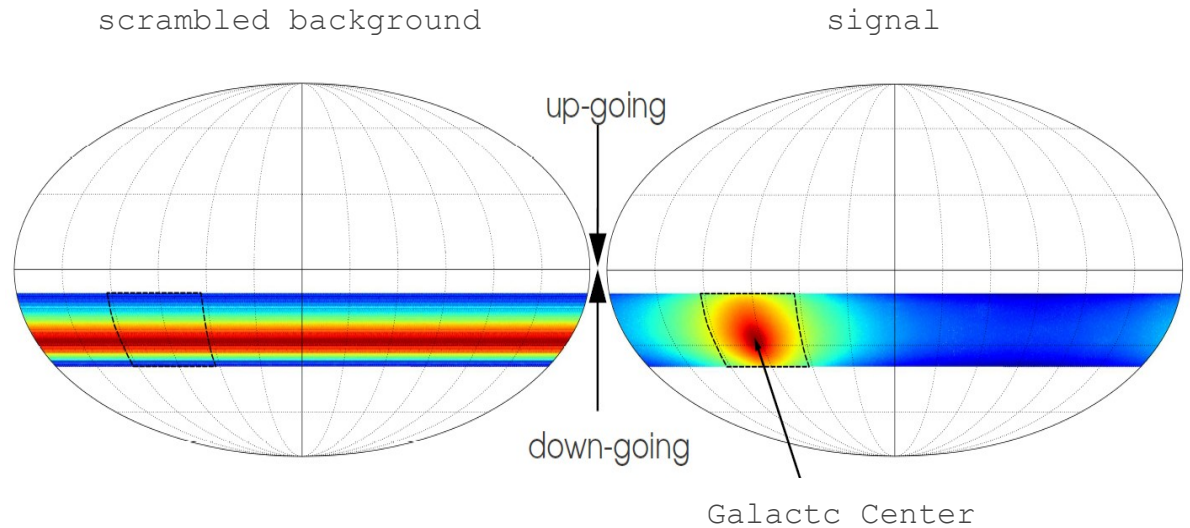 scrambled background
signal
up-going
down-going
Galactc Center